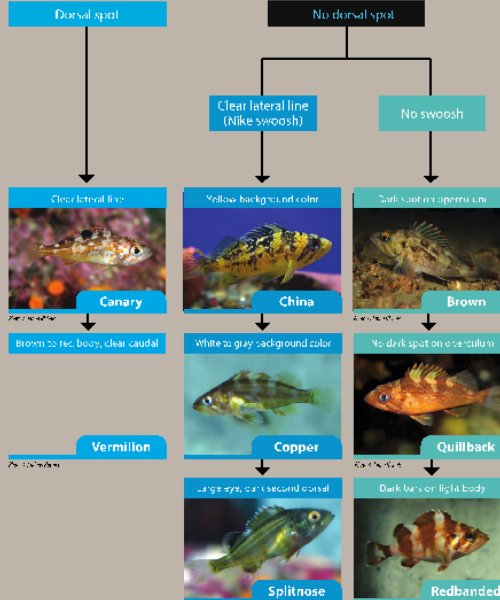 Dorsal spot
No dorsal spot
Clear lateral line
(Nike swoosh)
No swoosh
Clear lateral line
Canary
Brown to red body, clear caudal
Vermilion
Yellow background color
China
White to gray background color
Copper
Large eye, dark second dorsal
Splitnose
Dark spot on operculum
Brown
No dark spot on operculum
Quillback
Dark bars on light body
Redbanded